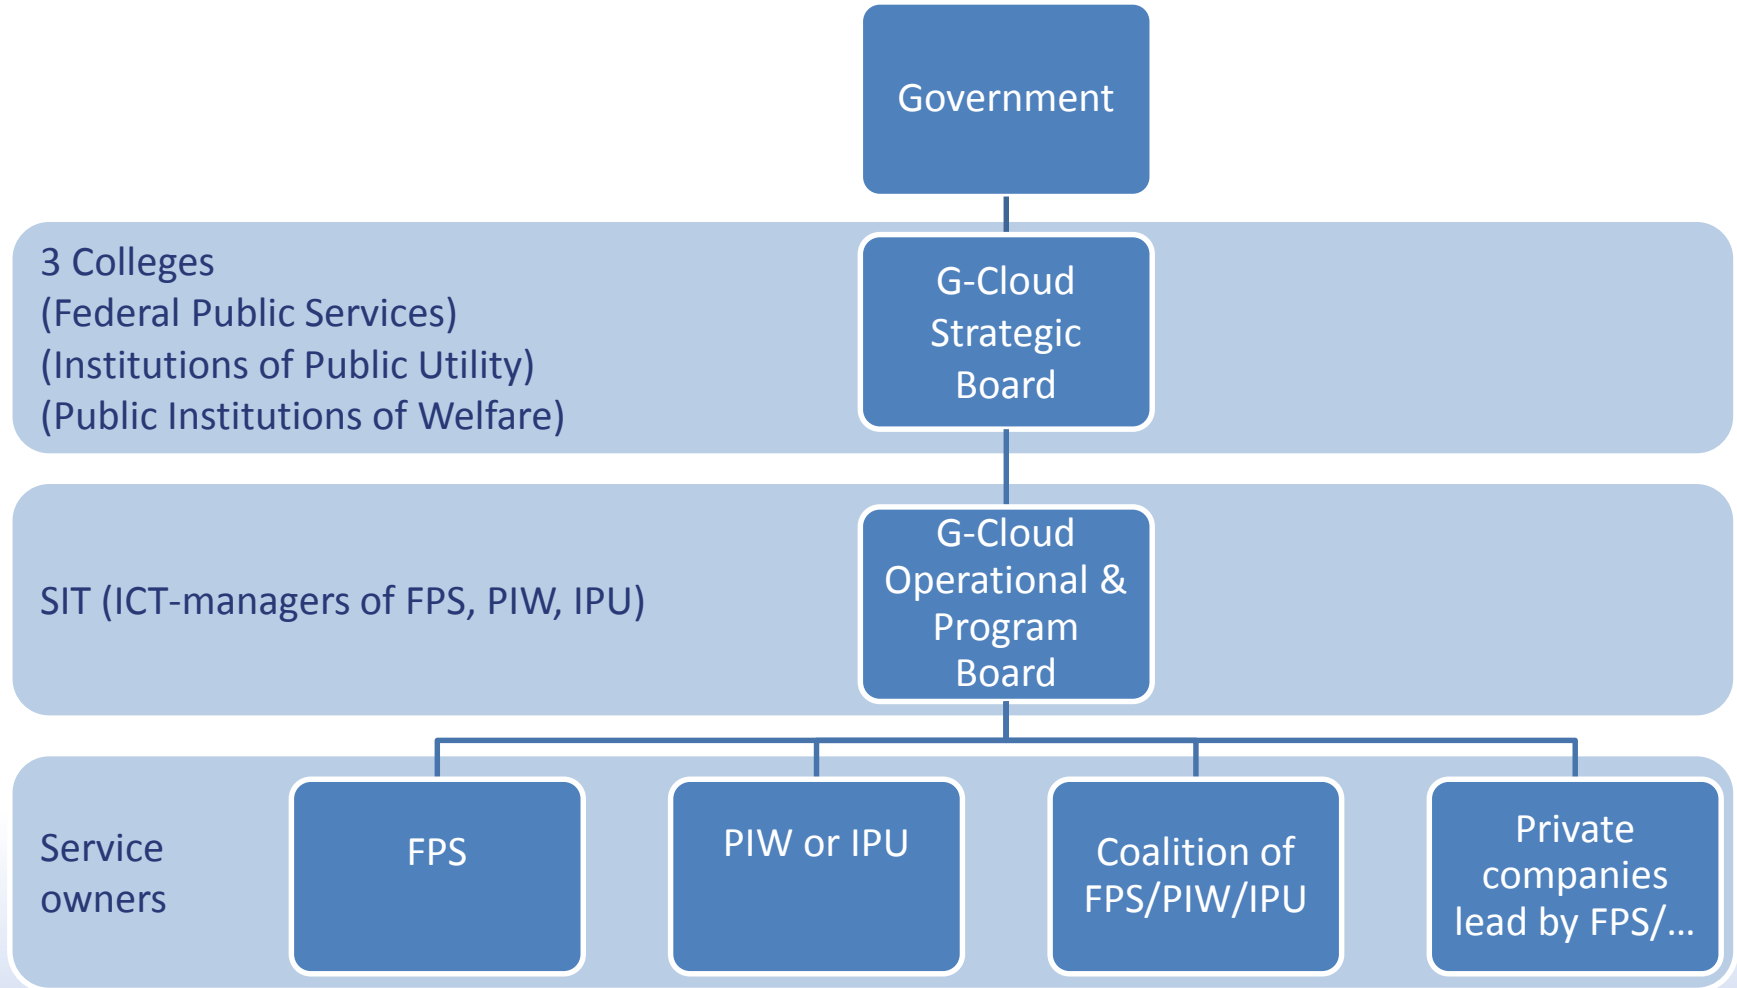 Government
3 Colleges
(Federal Public Services)
(Institutions of Public Utility)
(Public Institutions of Welfare)
G-Cloud
Strategic
Board
SIT (ICT-managers of FPS, PIW, IPU)
G-Cloud
Operational &
Program
Board
Service
owners
FPS
PIW or IPU
Coalition of
FPS/PIW/IPU
Private
companies
lead by FPS/…